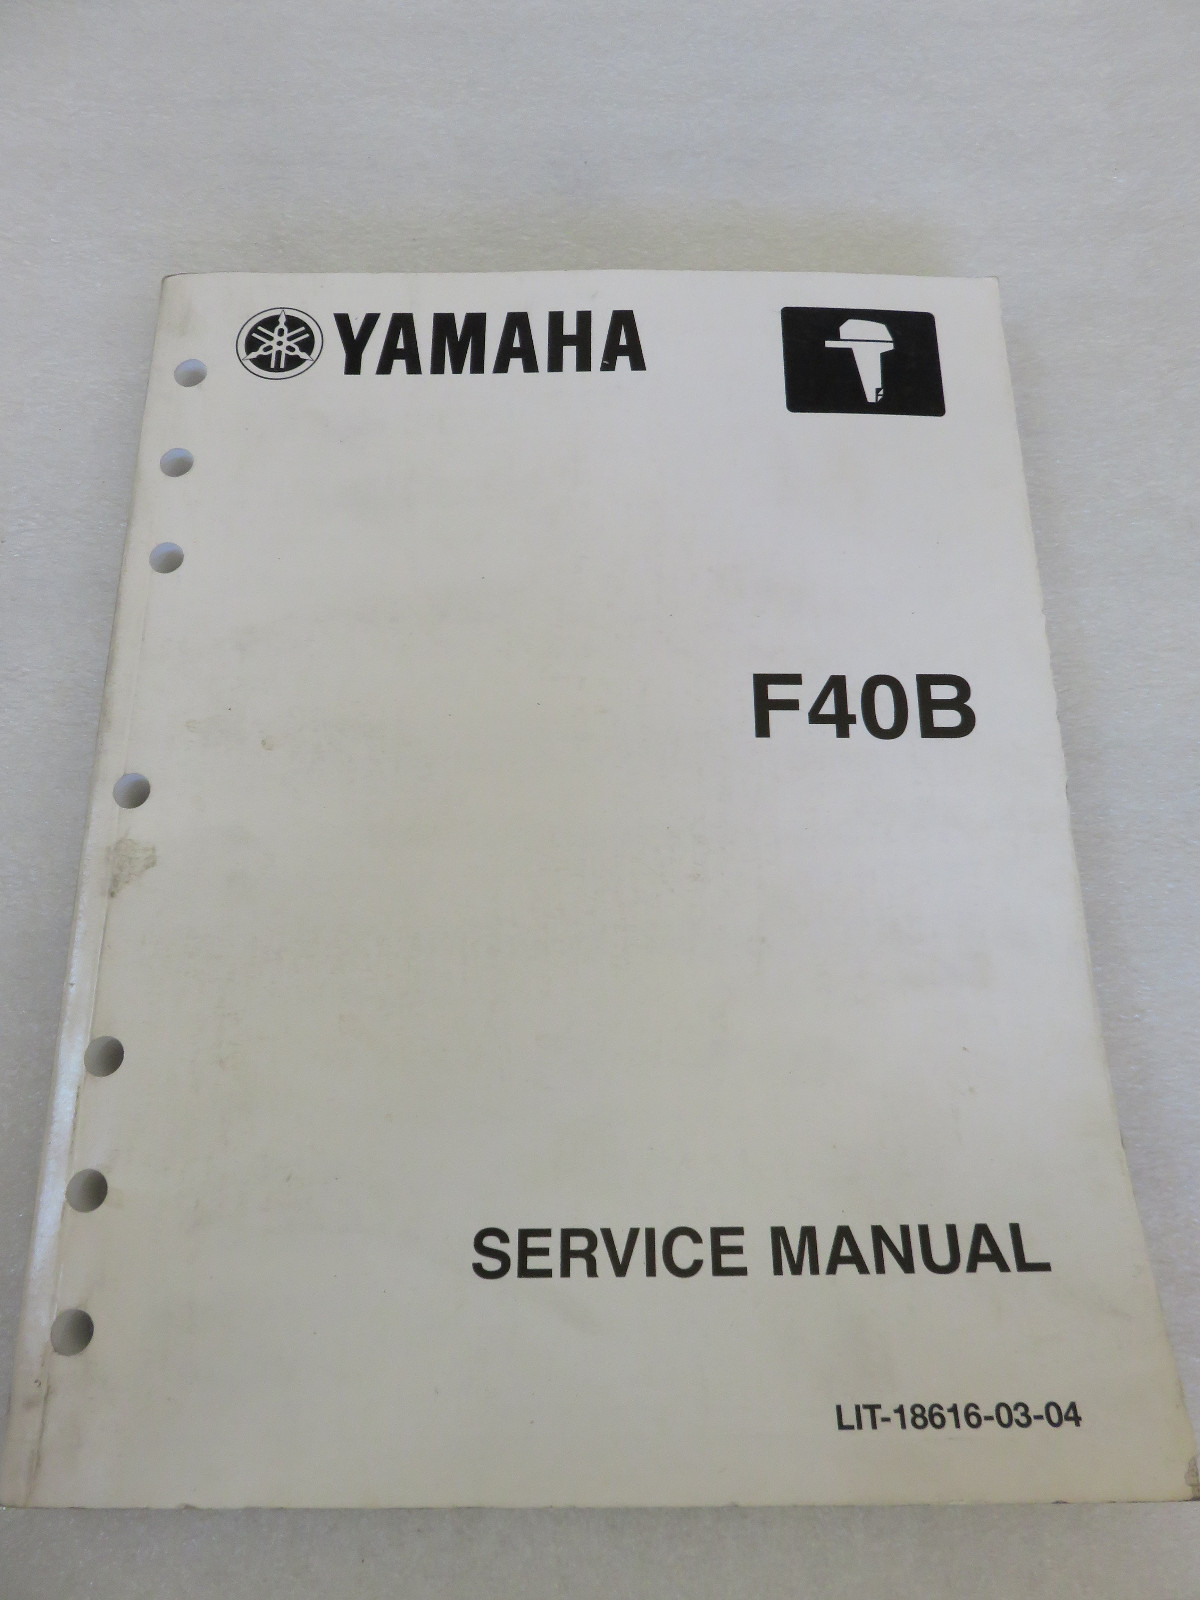 YAMAHA
F40B
SERVICE MANUAL
LIT-18616-03-04